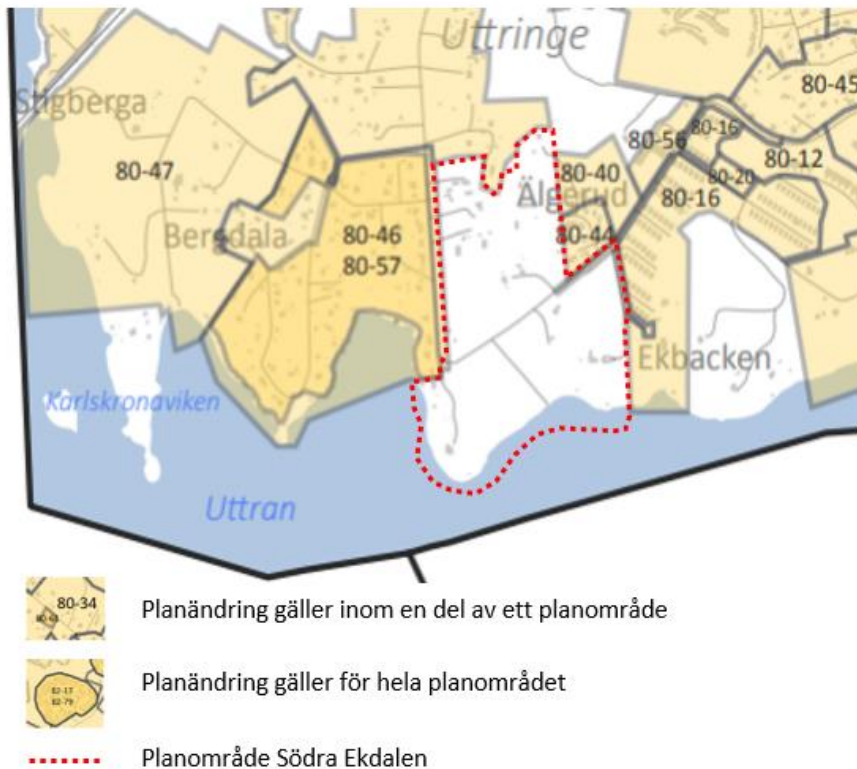 Uttringe
Stigberga
80-45
80-16
80-56
80-12
80-47
80-40
80-20
Älgerud
80-16
Bergdala
80-46
80-44
80-57
Ekbacken
Karlskronaviken
Uttran
80-34
Planändring gäller inom en del av ett planområde
Planändring gäller för hela planområdet
Planområde Södra Ekdalen